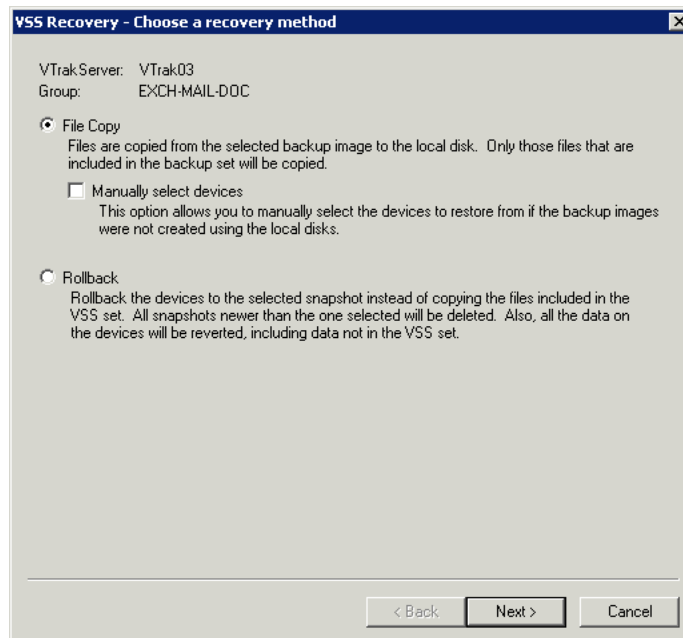 VSS Recovery - Choose a recovery method
VTrakServer: VTrak03
Group: EXCH-MAIL-DOC
File Copy
Files are copied from the selected backup image to the local disk. Only those files that are
included in the backup set will be copied.
Manually select devices
This option allows you to manually select the devices to restore from if the backup images
were not created using the local disks.
Rollback
Rollback the devices to the selected snapshot instead of copying the files included in the
VSS set. All snapshots newer than the one selected will be deleted. Also, all the data on
the devices will be reverted, including data not in the VSS set.
< Back Next > Cancel